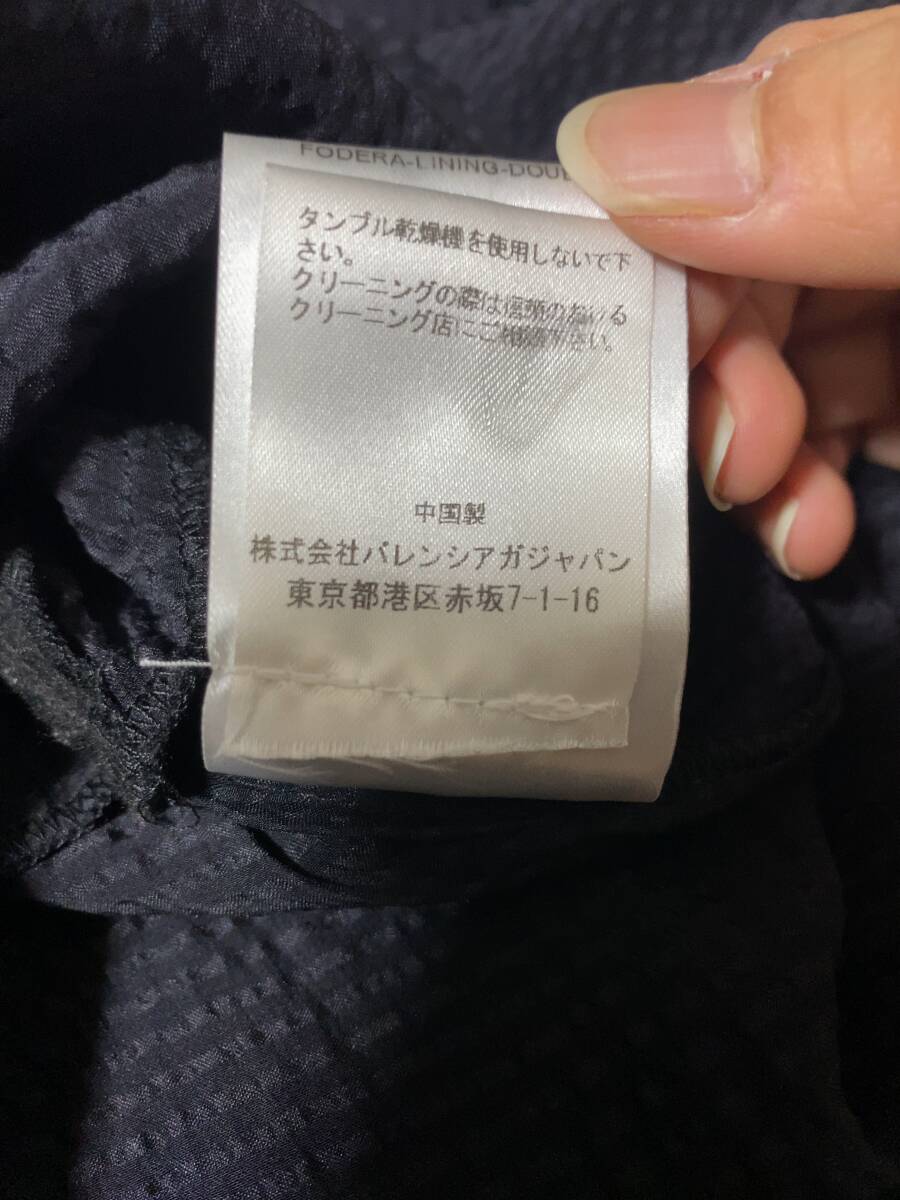 FODERA-LINING-DOU
タンブル乾燥機を使用しないで下
さい。
クリーニングの際は信頼のおける
クリーニング店にご相談下さい。
中国製
株式会社バレンシアガジャパン
東京都港区赤坂7-1-16